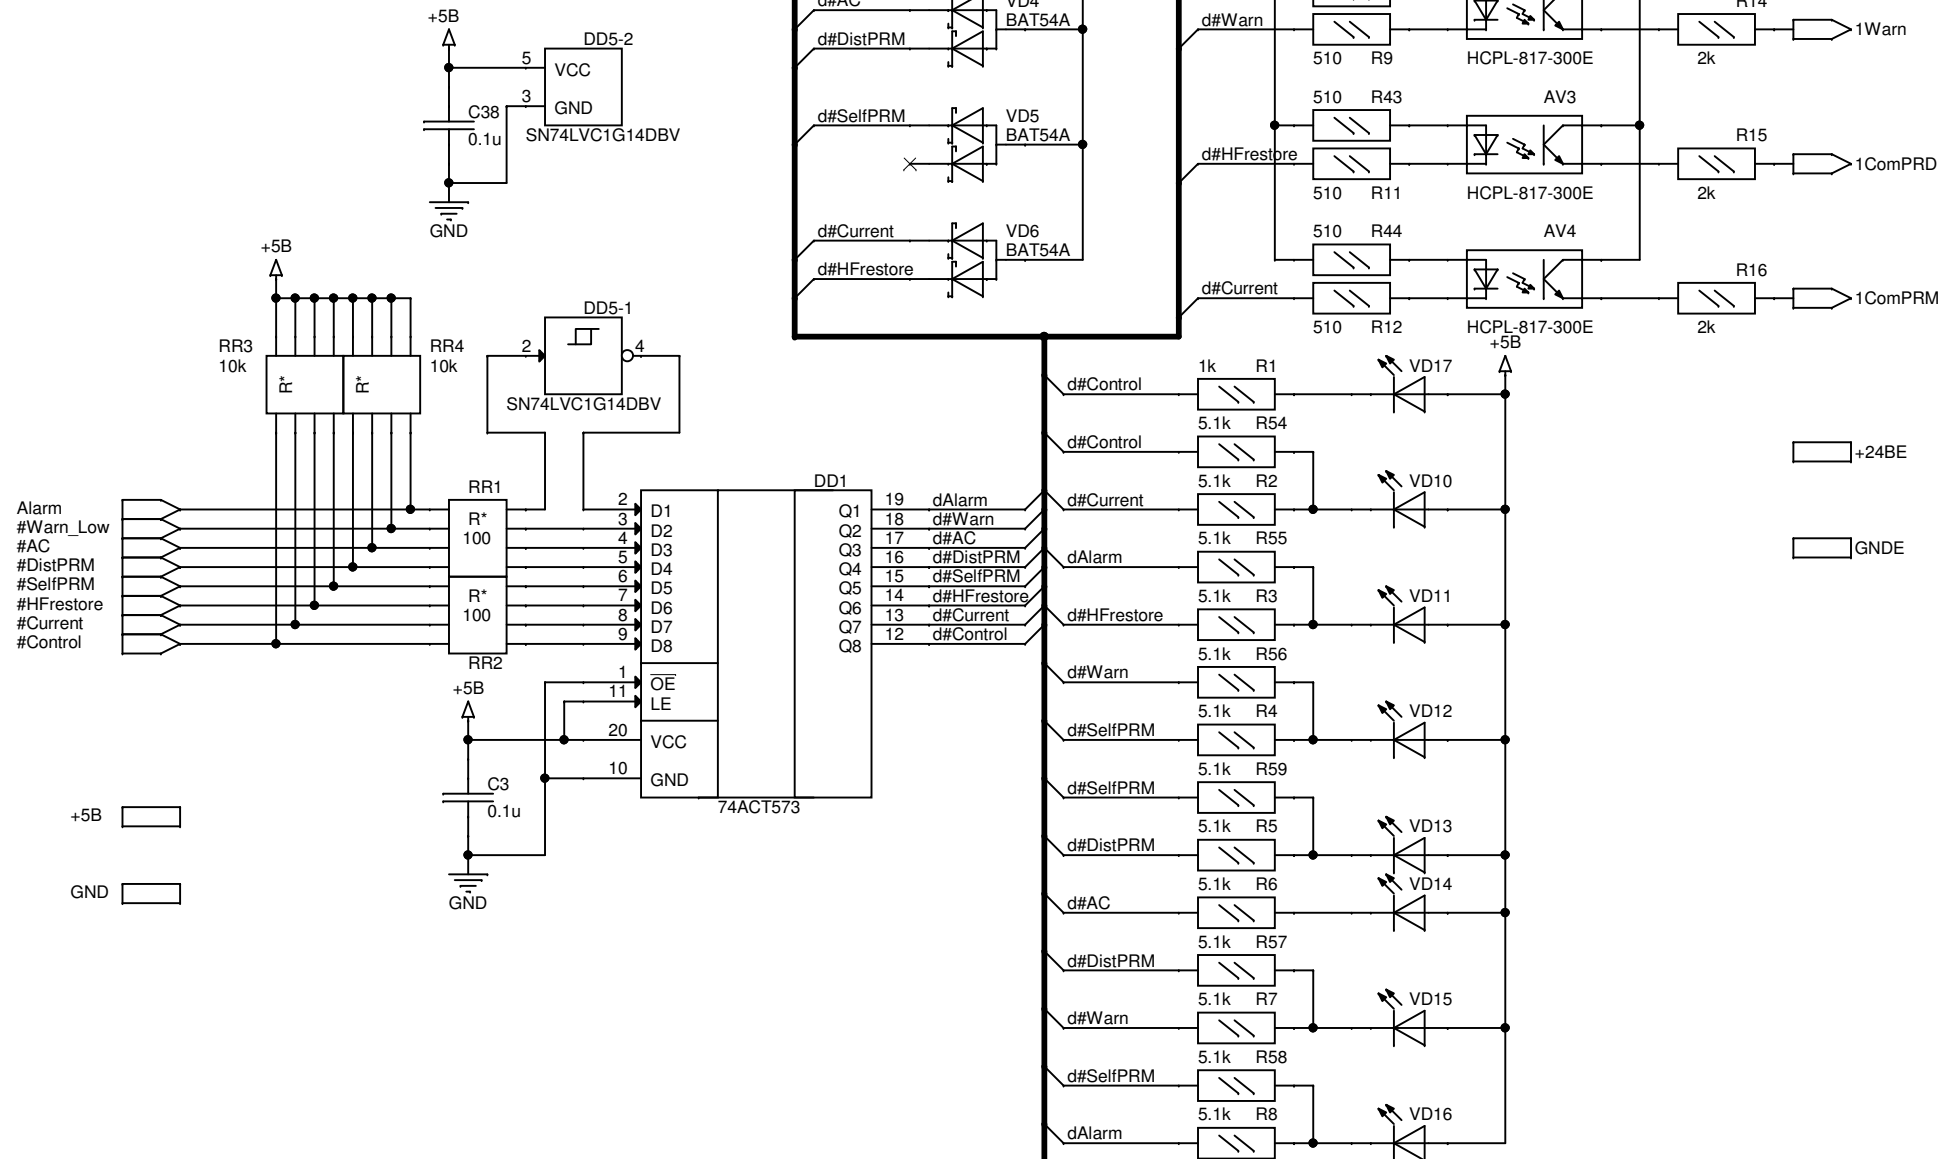 +5B
DD5-2
5
VCC
3
GND
C38
0.1u
SN74LVC1G14DBV
GND
d#AC
VD4
BAT54A
d#DistPRM
d#SelfPRM
VD5
BAT54A
d#Current
VD6
BAT54A
d#HFrestore
d#Warn
510 R9
HCPL-817-300E
R14
2k
1Warn
510 R43
AV3
d#HFrestore
510 R11
HCPL-817-300E
R15
2k
1ComPRD
510 R44
AV4
d#Current
510 R12
HCPL-817-300E
R16
2k
1ComPRM
+5B
RR3
10k
R*
R*
RR4
10k
DD5-1
2
4
SN74LVC1G14DBV
Alarm
#Warn_Low
#AC
#DistPRM
#SelfPRM
#HFrestore
#Current
#Control
RR1
R*
100
R*
100
RR2
DD1
2 D1
3 D2
4 D3
5 D4
6 D5
7 D6
8 D7
9 D8
1 OE
11 LE
20 VCC
10 GND
74ACT573
Q1 19 dAlarm
Q2 18 d#Warn
Q3 17 d#AC
Q4 16 d#DistPRM
Q5 15 d#SelfPRM
Q6 14 d#HFrestore
Q7 13 d#Current
Q8 12 d#Control
+5B
C3
0.1u
GND
+5B
GND
+5B
1k R1
VD17
d#Control
5.1k R54
d#Control
5.1k R2
VD10
d#Current
5.1k R55
dAlarm
5.1k R3
VD11
d#HFrestore
5.1k R56
d#Warn
5.1k R4
VD12
d#SelfPRM
5.1k R59
d#SelfPRM
5.1k R5
VD13
d#DistPRM
5.1k R6
VD14
d#AC
5.1k R57
d#DistPRM
5.1k R7
VD15
d#Warn
5.1k R58
d#SelfPRM
5.1k R8
VD16
dAlarm
+24BE
GNDE